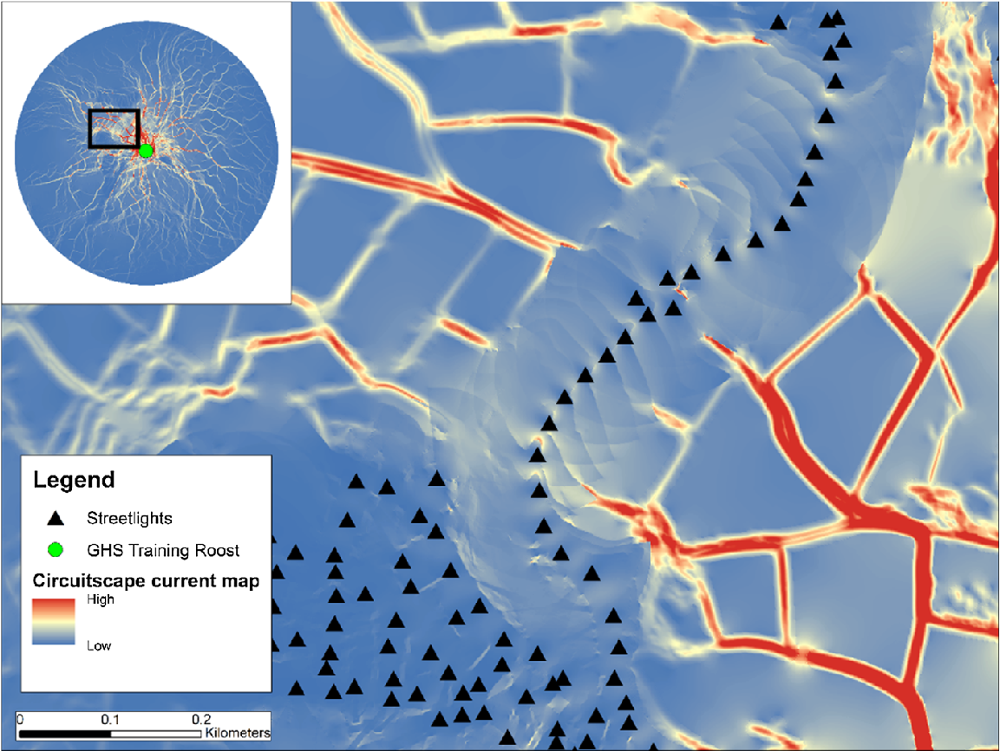 Legend
Streetlights
GHS Training Roost
Circuitscape current map
High
Low
0 0.1 0.2
Kilometers